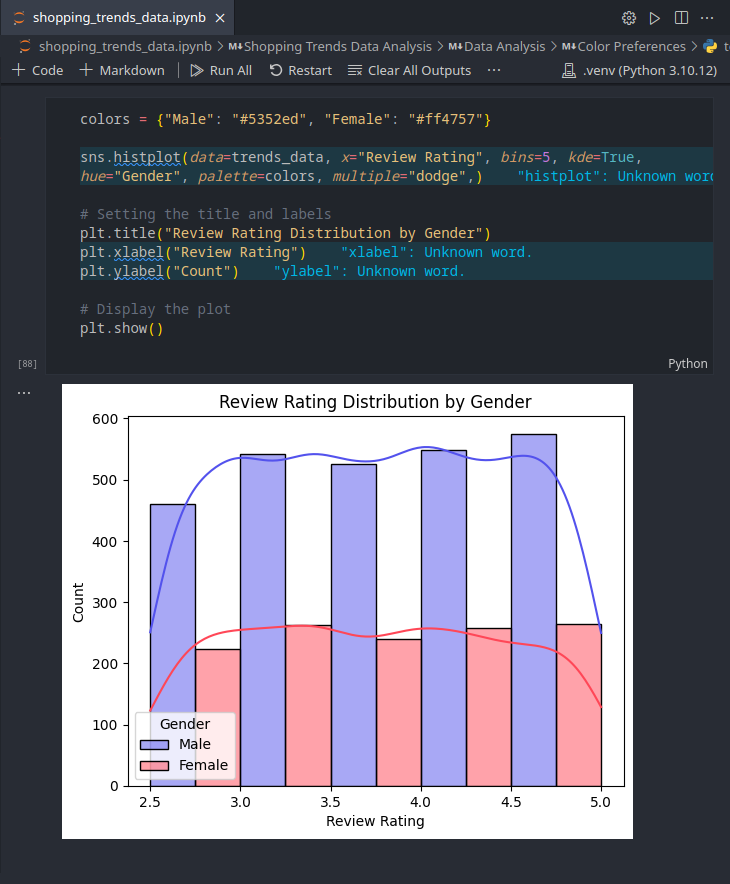 shopping_trends_data.ipynb
shopping_trends_data.ipynb > M↓Shopping Trends Data Analysis > M↓Data Analysis > M↓Color Preferences >
+ Code + Markdown | Run All Restart Clear All Outputs ··· .venv (Python 3.10.12)
colors = {"Male": "#5352ed", "Female": "#ff4757"}
sns.histplot(data=trends_data, x="Review Rating", bins=5, kde=True,
hue="Gender", palette=colors, multiple="dodge",) "histplot": Unknown word
# Setting the title and labels
plt.title("Review Rating Distribution by Gender")
plt.xlabel("Review Rating") "xlabel": Unknown word.
plt.ylabel("Count") "ylabel": Unknown word.
# Display the plot
plt.show()
[88]
Python
...
Review Rating Distribution by Gender
600
500
400
300
200
100
0
Count
Gender
Male
Female
2.5 3.0 3.5 4.0 4.5 5.0
Review Rating